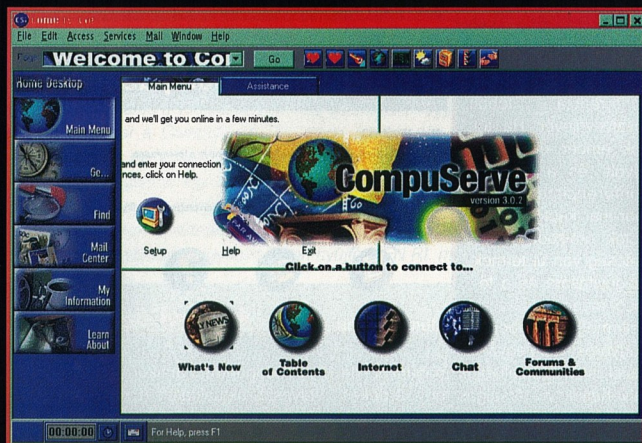 File Edit Access Services Mail Window Help
Page: Welcome to Co
Go
Home Desktop
Main Menu
Assistance
Main Menu
Go...
Find
Mail
Center
My
Information
Learn
About
and we'll get you online in a few minutes.
and enter your connection
nces, click on Help.
Setup
Help
Exit
CompuServe
version 3.0.2
Click on a button to connect to...
LY NEWS
What's New
Table
of Contents
Internet
Chat
Forums &
Communities
00:00:00
For Help, press F1